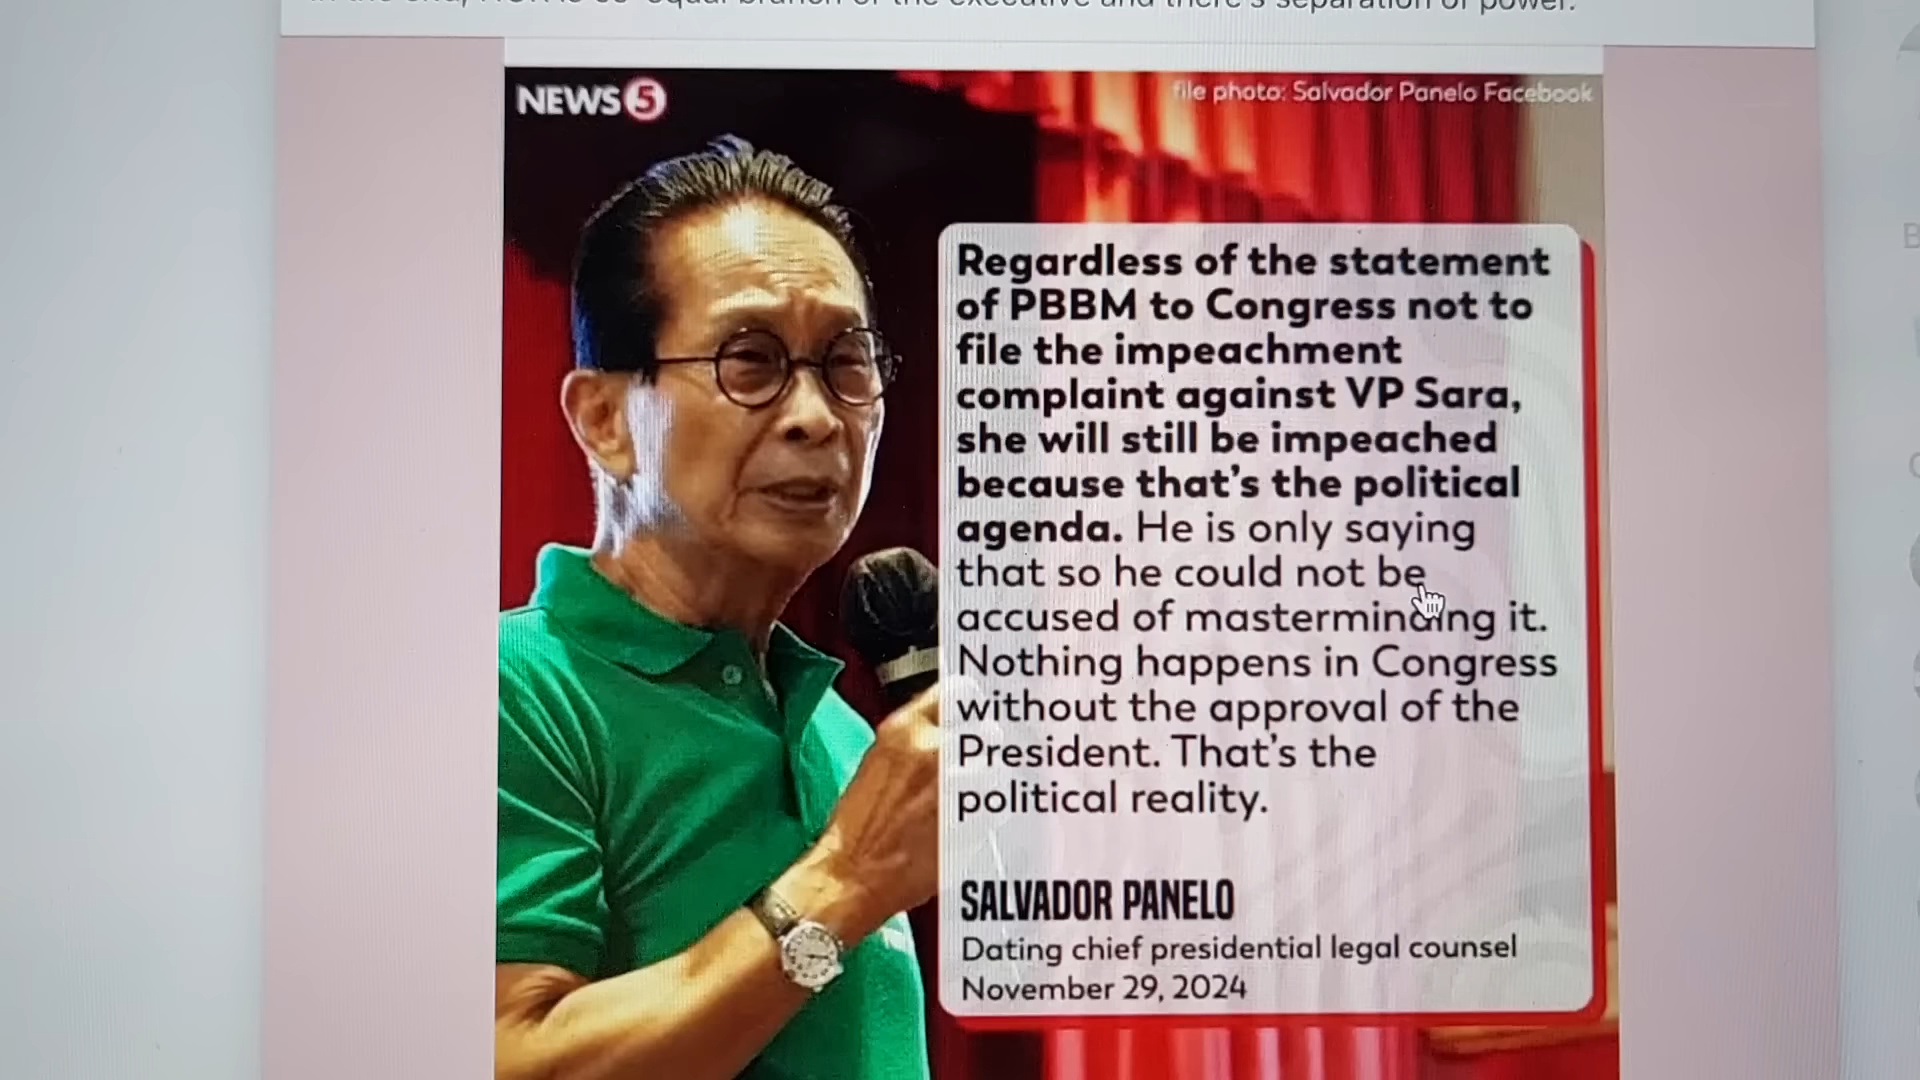 NEWS 5
file photo: Salvador Panelo Facebook
Regardless of the statement
of PBBM to Congress not to
file the impeachment
complaint against VP Sara,
she will still be impeached
because that's the political
agenda. He is only saying
that so he could not be
accused of masterminding it.
Nothing happens in Congress
without the approval of the
President. That's the
political reality.
SALVADOR PANELO
Dating chief presidential legal counsel
November 29, 2024